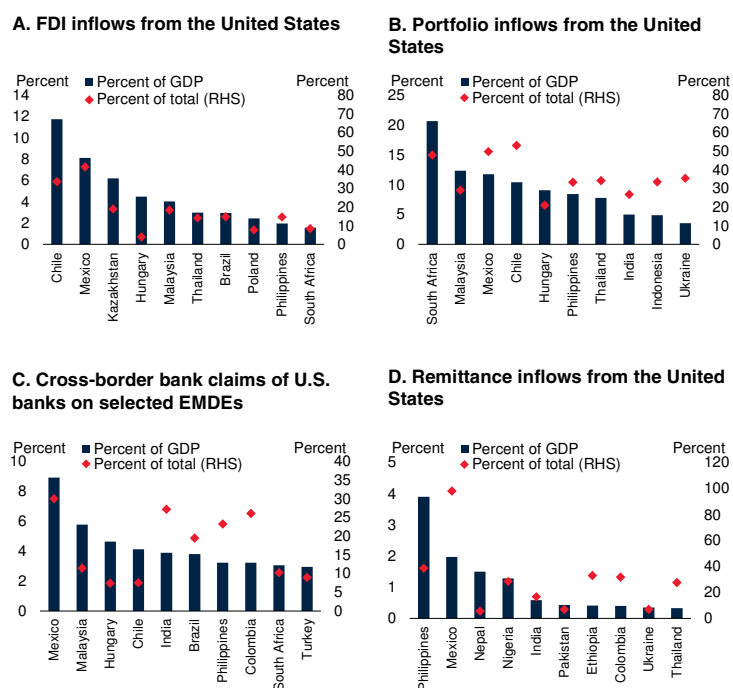 A. FDI inflows from the United States
Percent
Percent of GDP
Percent of total (RHS)
Percent
14
12
10
8
6
4
2
0
80
70
60
50
40
30
20
10
0
Chile
Mexico
Kazakhstan
Hungary
Malaysia
Thailand
Brazil
Poland
Philippines
South Africa
B. Portfolio inflows from the United
States
Percent
Percent of GDP
Percent of total (RHS)
Percent
25
20
15
10
5
0
80
70
60
50
40
30
20
10
0
South Africa
Malaysia
Mexico
Chile
Hungary
Philippines
Thailand
India
Indonesia
Ukraine
C. Cross-border bank claims of U.S.
banks on selected EMDEs
Percent
Percent of GDP
Percent of total (RHS)
Percent
10
8
6
4
2
0
40
35
30
25
20
15
10
5
0
Mexico
Malaysia
Hungary
Chile
India
Brazil
Philippines
Colombia
South Africa
Turkey
D. Remittance inflows from the United
States
Percent
Percent of GDP
Percent of total (RHS)
Percent
5
4
3
2
1
0
120
100
80
60
40
20
0
Philippines
Mexico
Nepal
Nigeria
India
Pakistan
Ethiopia
Colombia
Ukraine
Thailand